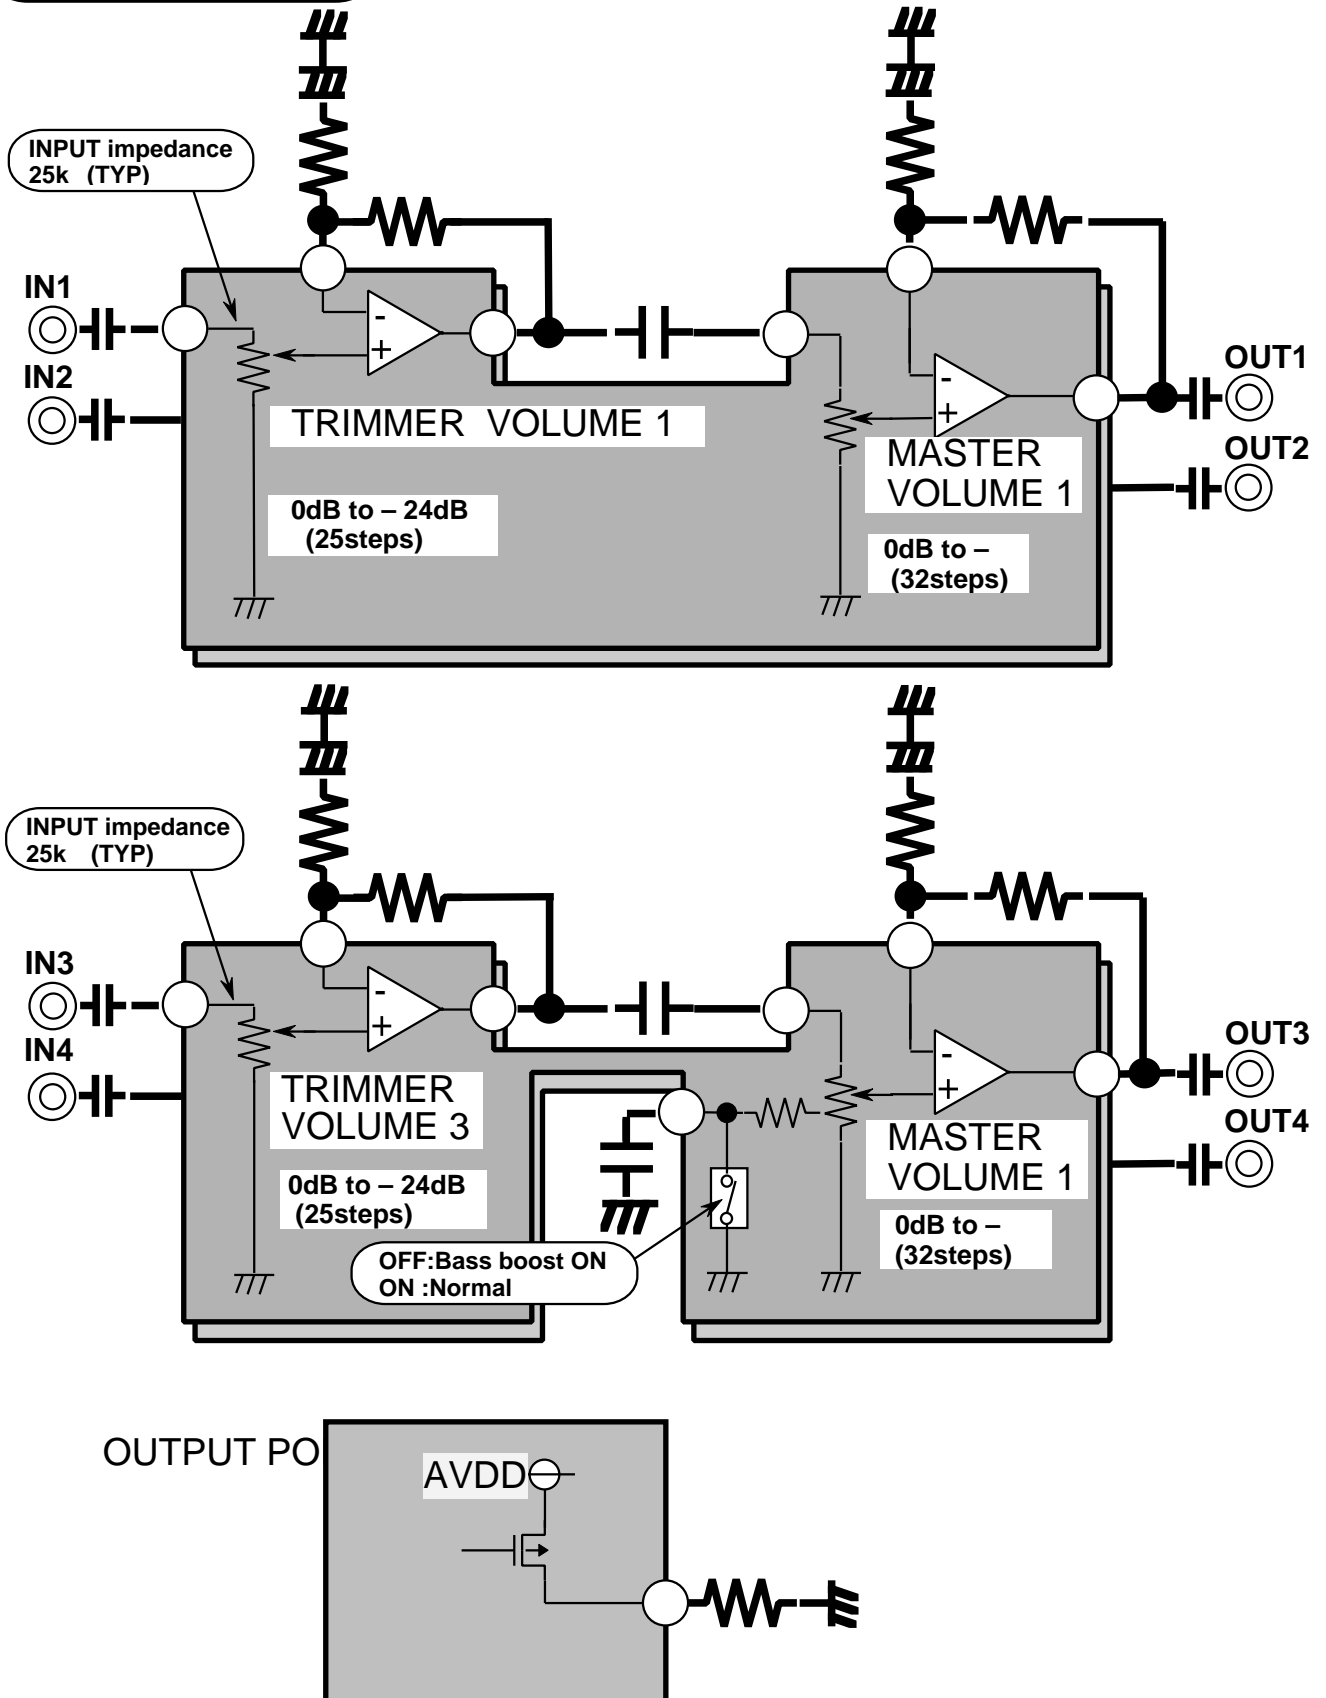 INPUT impedance
25k (TYP)
IN1
IN2
-
+
TRIMMER VOLUME 1
0dB to – 24dB
(25steps)
-
+
MASTER
VOLUME 1
0dB to –
(32steps)
OUT1
OUT2
INPUT impedance
25k (TYP)
IN3
IN4
-
+
TRIMMER
VOLUME 3
0dB to – 24dB
(25steps)
OFF:Bass boost ON
ON :Normal
-
+
MASTER
VOLUME 1
0dB to –
(32steps)
OUT3
OUT4
OUTPUT PO
AVDD